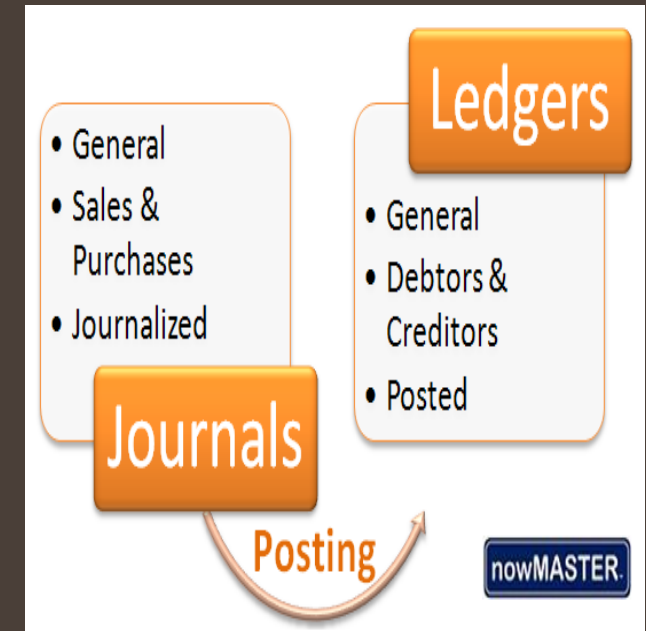 • General
• Sales &
Purchases
• Journalized
Journals
Ledgers
• General
• Debtors &
Creditors
• Posted
Posting
nowMASTER.